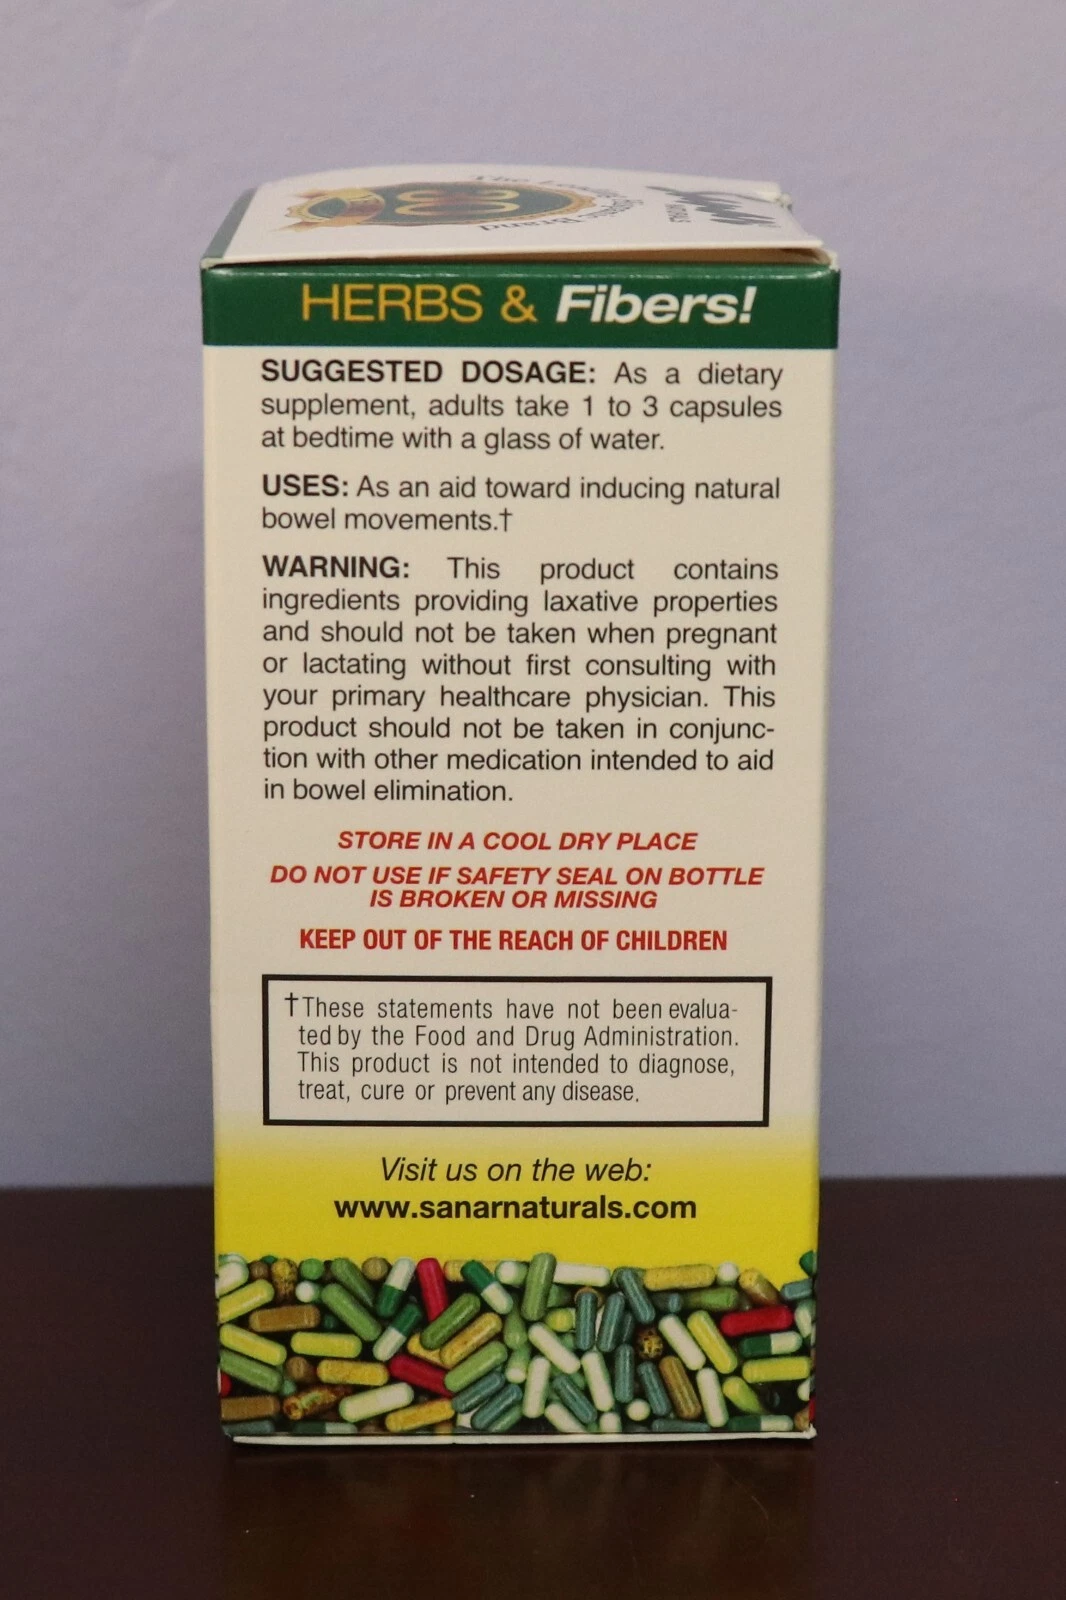 The
Brand
HERBS & Fibers!
SUGGESTED DOSAGE: As a dietary
supplement, adults take 1 to 3 capsules
at bedtime with a glass of water.
USES: As an aid toward inducing natural
bowel movements.†
WARNING: This product contains
ingredients providing laxative properties
and should not be taken when pregnant
or lactating without first consulting with
your primary healthcare physician. This
product should not be taken in conjunc-
tion with other medication intended to aid
in bowel elimination.
STORE IN A COOL DRY PLACE
DO NOT USE IF SAFETY SEAL ON BOTTLE
IS BROKEN OR MISSING
KEEP OUT OF THE REACH OF CHILDREN
†These statements have not been evalua-
ted by the Food and Drug Administration.
This product is not intended to diagnose,
treat, cure or prevent any disease.
Visit us on the web:
www.sanarnaturals.com